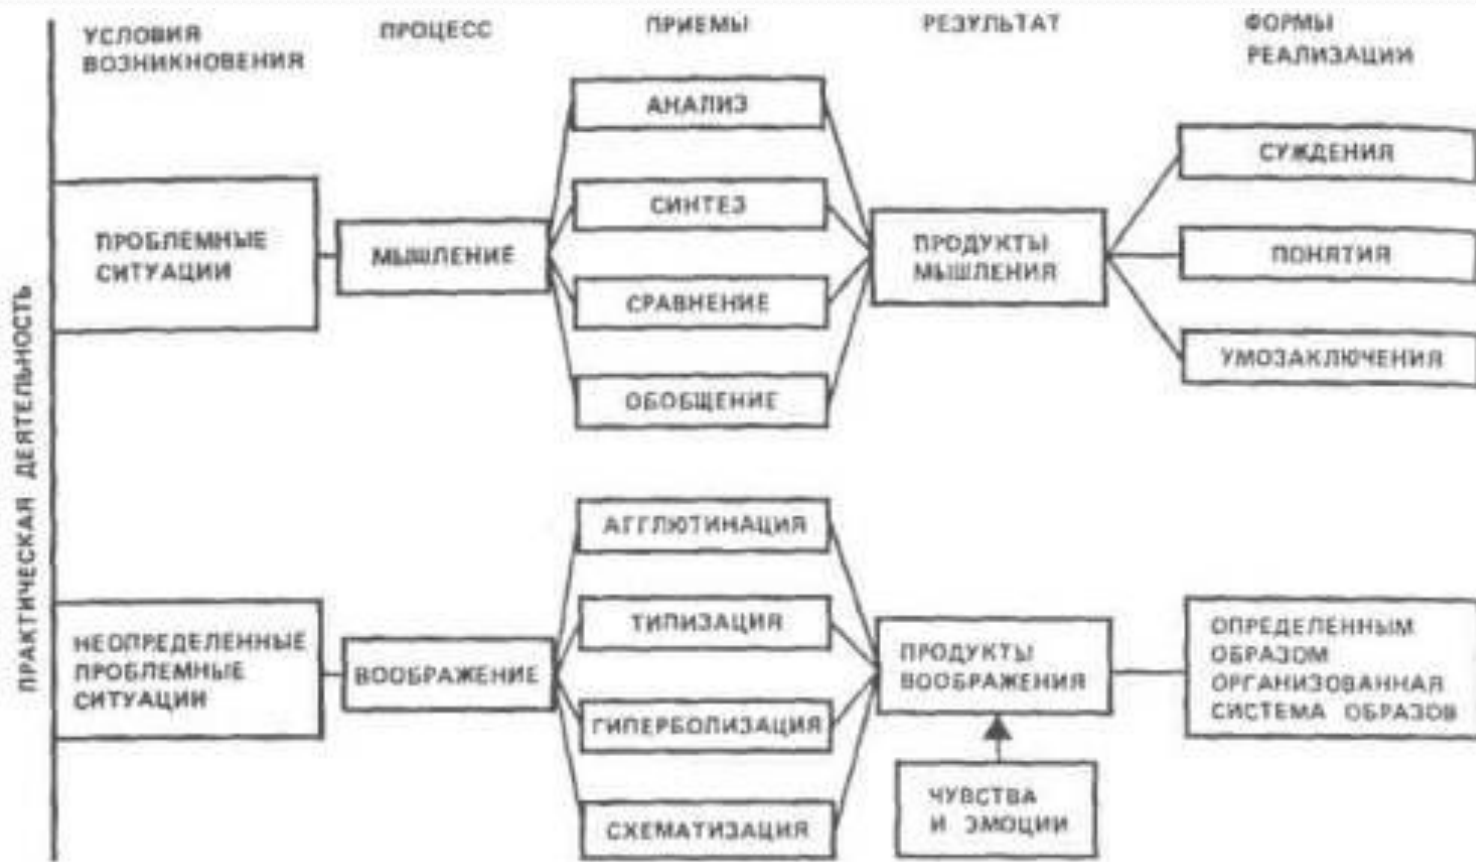 УСЛОВИЯ
ВОЗНИКНОВЕНИЯ
ПРОЦЕСС
ПРИЕМЫ
РЕЗУЛЬТАТ
ФОРМЫ
РЕАЛИЗАЦИИ
ПРАКТИЧЕСКАЯ ДЕЯТЕЛЬНОСТЬ
ПРОБЛЕМНЫЕ
СИТУАЦИИ
МЫШЛЕНИЕ
АНАЛИЗ
СИНТЕЗ
СРАВНЕНИЕ
ОБОБЩЕНИЕ
ПРОДУКТЫ
МЫШЛЕНИЯ
СУЖДЕНИЯ
ПОНЯТИЯ
УМОЗАКЛЮЧЕНИЯ
НЕОПРЕДЕЛЕННЫЕ
ПРОБЛЕМНЫЕ
СИТУАЦИИ
ВООБРАЖЕНИЕ
АГГЛЮТИНАЦИЯ
ТИПИЗАЦИЯ
ГИПЕРБОЛИЗАЦИЯ
СХЕМАТИЗАЦИЯ
ПРОДУКТЫ
ВООБРАЖЕНИЯ
ЧУВСТВА
И ЭМОЦИИ
ОПРЕДЕЛЕННЫМ
ОБРАЗОМ
ОРГАНИЗОВАННАЯ
СИСТЕМА ОБРАЗОВ